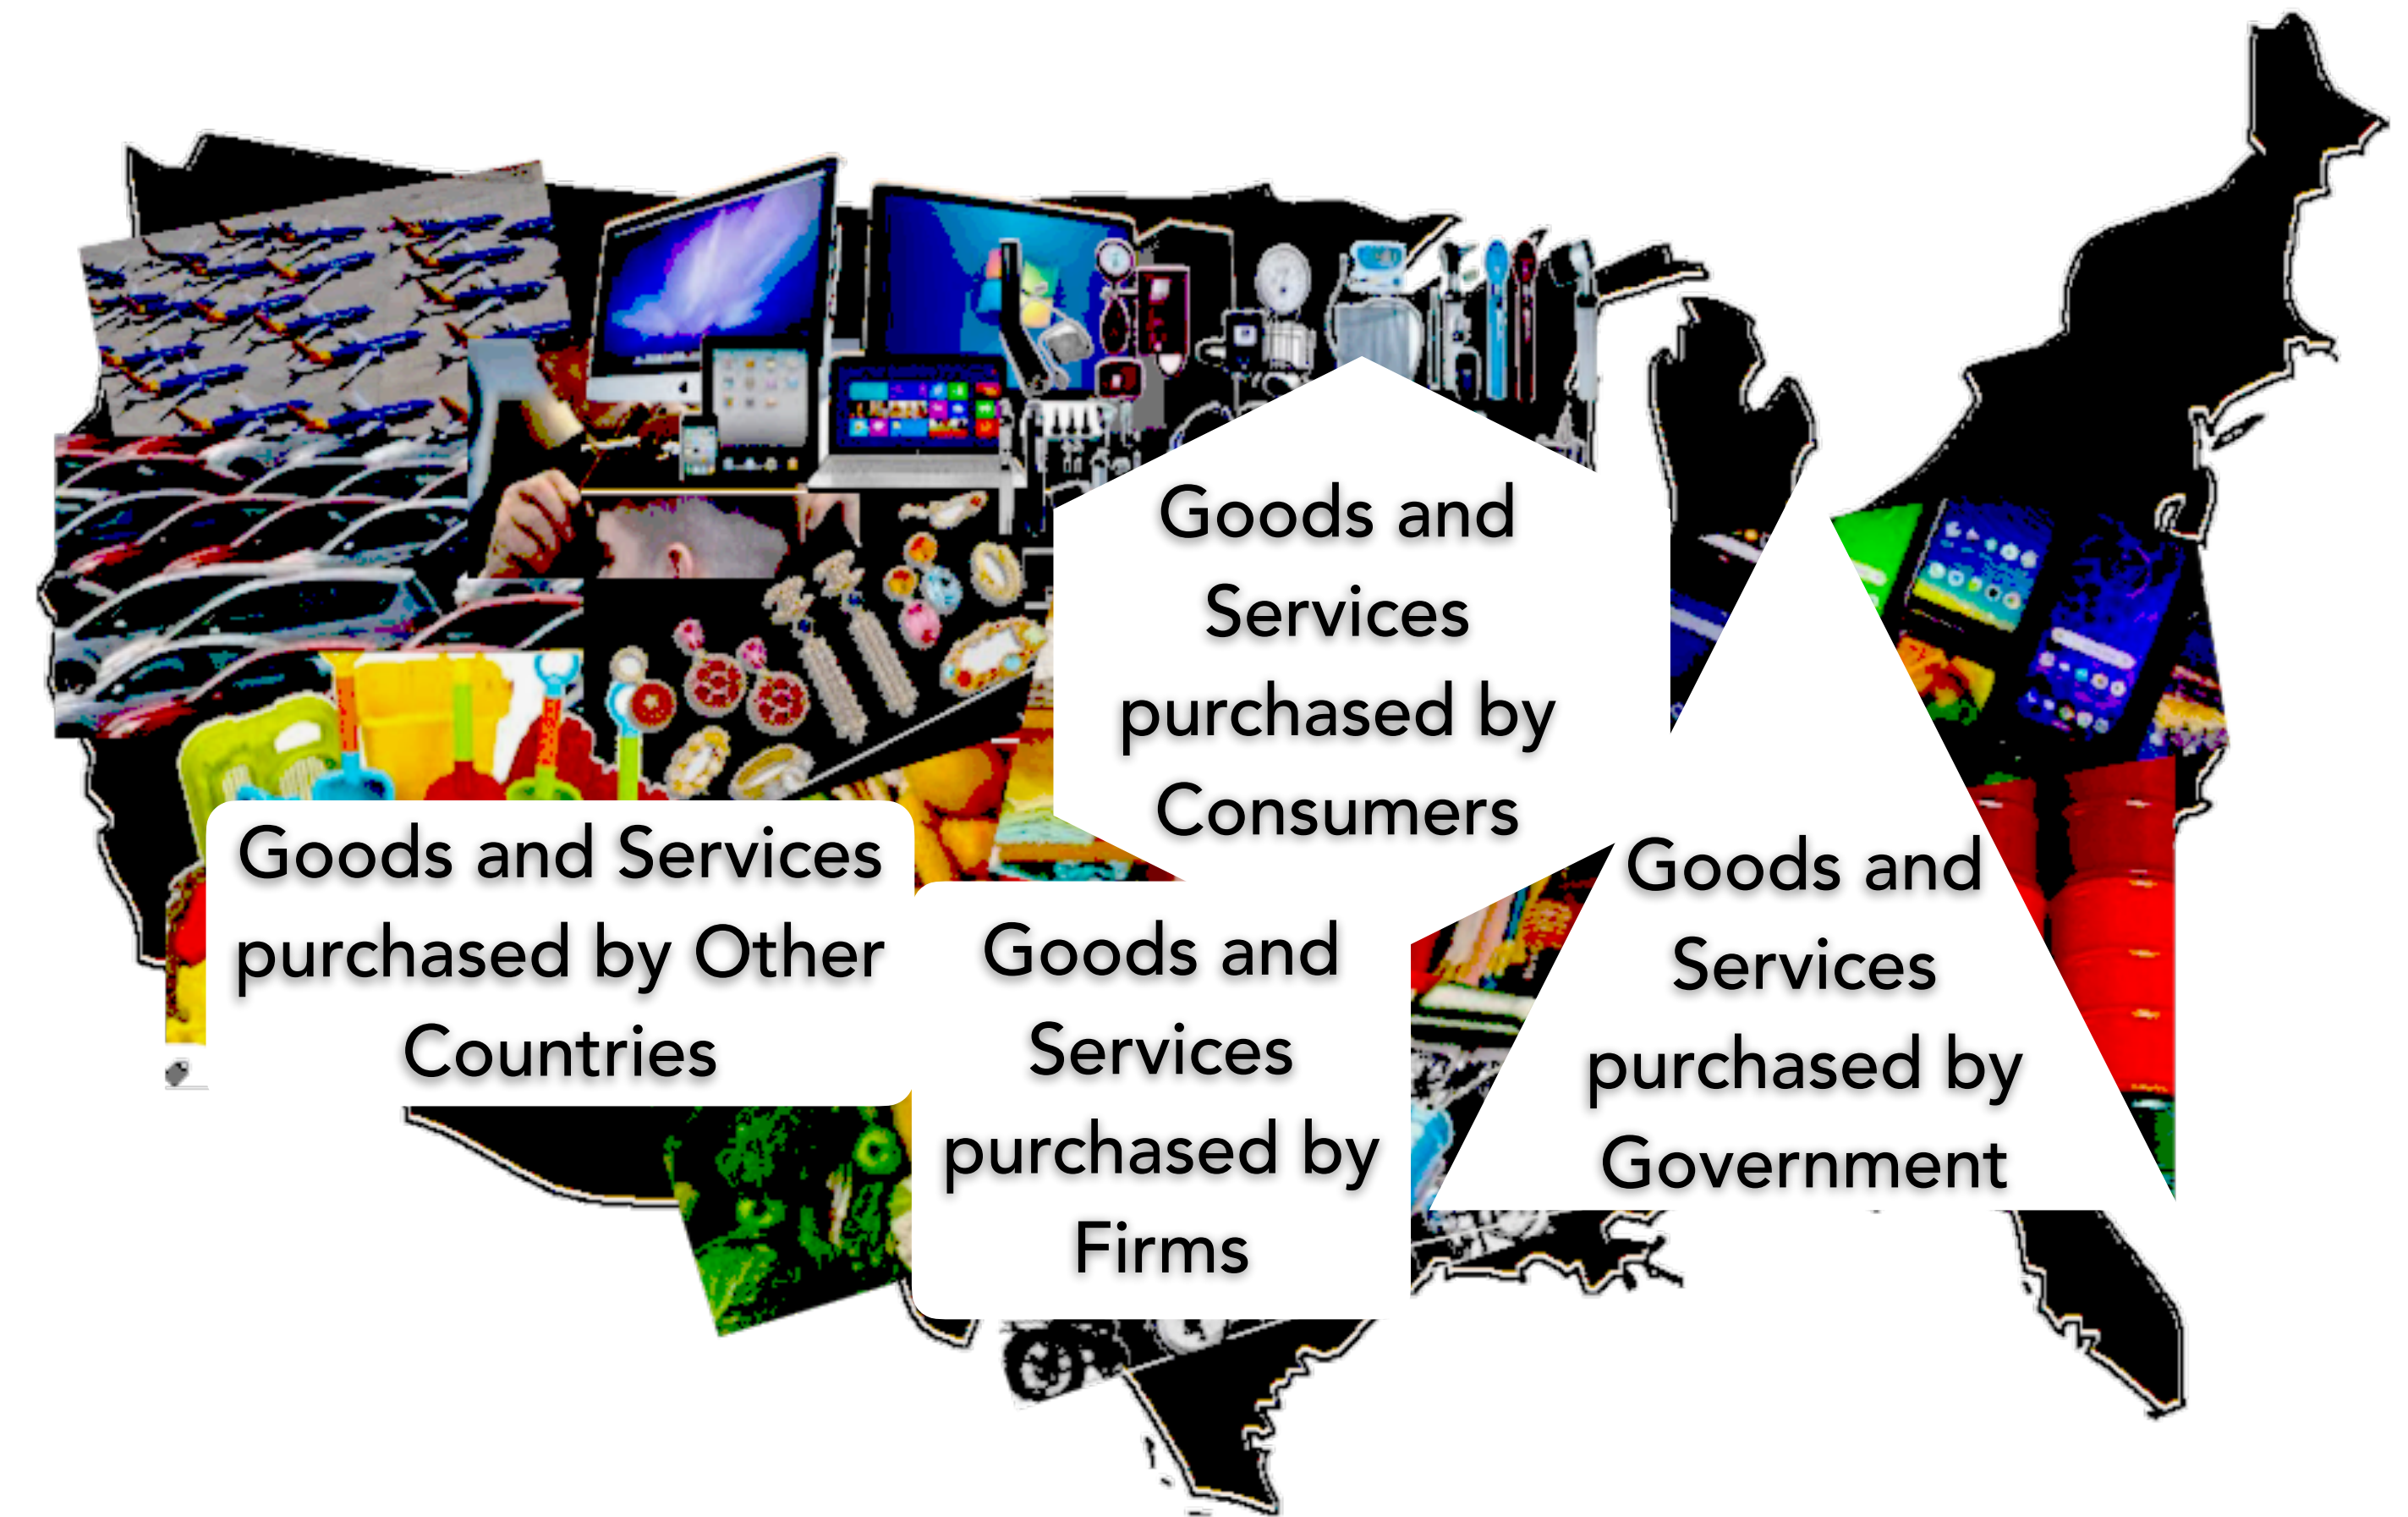 Goods and
Services
purchased by
Consumers
Goods and Services
purchased by Other
Countries
Goods and
Services
purchased by
Firms
Goods and
Services
purchased by
Government